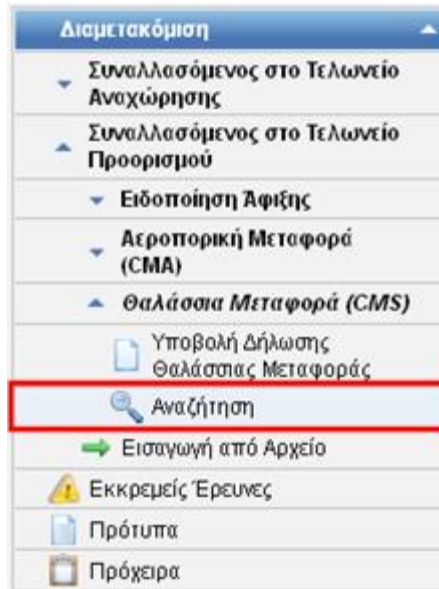 Διαμετακόμιση
Συναλλασόμενος στο Τελωνείο
Αναχώρησης
Συναλλασόμενος στο Τελωνείο
Προορισμού
Ειδοποίηση Άφιξης
Αεροπορική Μεταφορά
(CMA)
Θαλάσσια Μεταφορά (CMS)
Υποβολή Δήλωσης
Θαλάσσιας Μεταφοράς
Αναζήτηση
Εισαγωγή από Αρχείο
Εκκρεμείς Έρευνες
Πρότυπα
Πρόχειρα